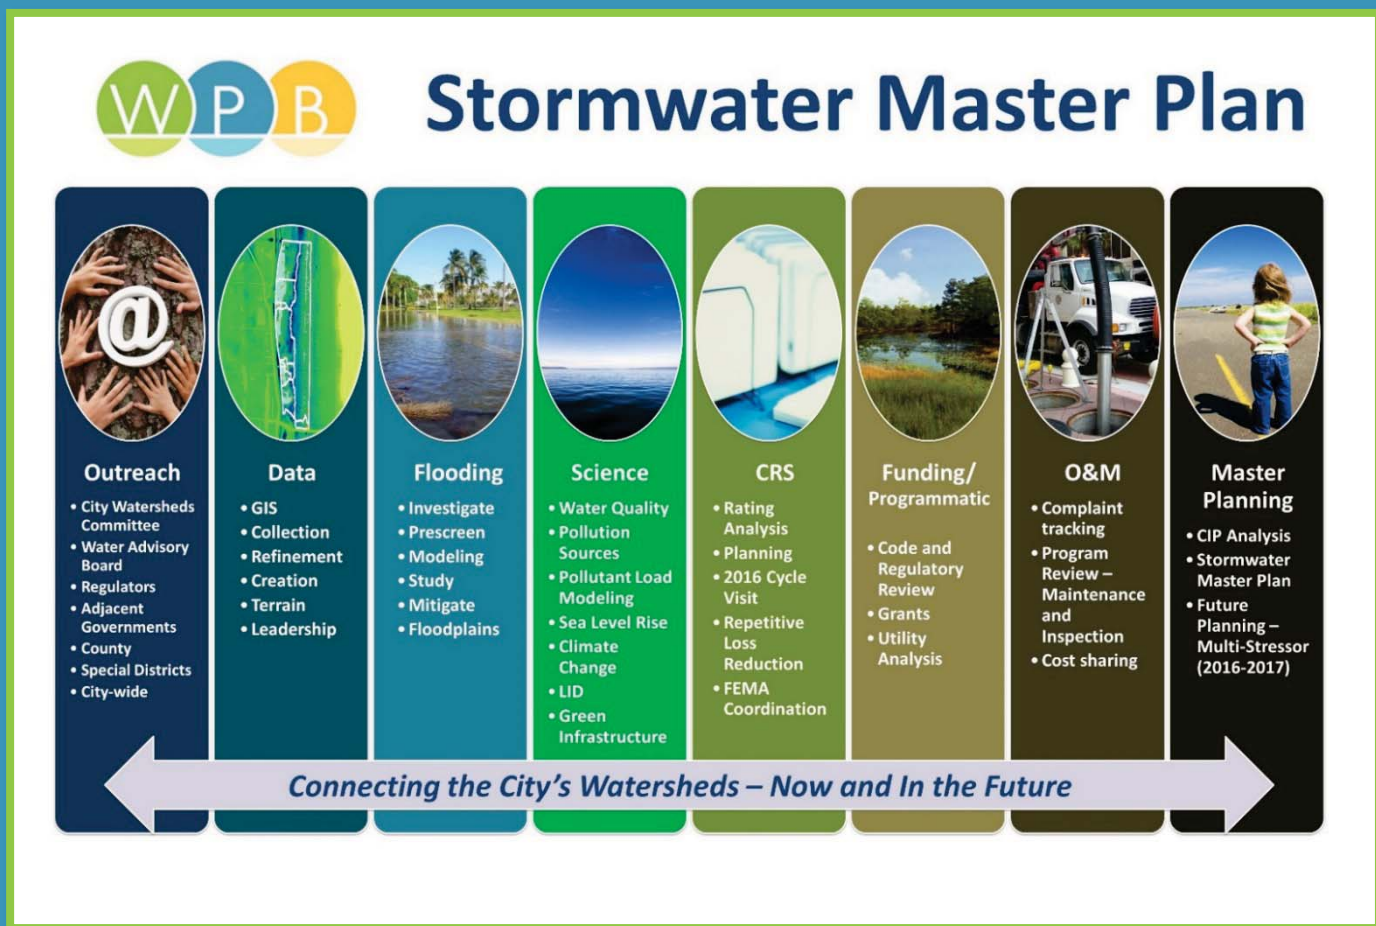 WPB
Stormwater Master Plan
@
Outreach
• City Watersheds
Committee
• Water Advisory
Board
• Regulators
• Adjacent
Governments
• County
• Special Districts
• City-wide
Data
• GIS
• Collection
• Refinement
• Creation
• Terrain
• Leadership
Flooding
• Investigate
• Prescreen
• Modeling
• Study
• Mitigate
• Floodplains
Science
• Water Quality
• Pollution
Sources
• Pollutant Load
Modeling
• Sea Level Rise
• Climate
Change
• LID
• Green
Infrastructure
CRS
• Rating
Analysis
• Planning
• 2016 Cycle
Visit
• Repetitive
Loss
Reduction
• FEMA
Coordination
Funding/
Programmatic
• Code and
Regulatory
Review
• Grants
• Utility
Analysis
O&M
• Complaint
tracking
• Program
Review –
Maintenance
and
Inspection
• Cost sharing
Master
Planning
• CIP Analysis
• Stormwater
Master Plan
• Future
Planning –
Multi-Stressor
(2016-2017)
Connecting the City’s Watersheds – Now and In the Future